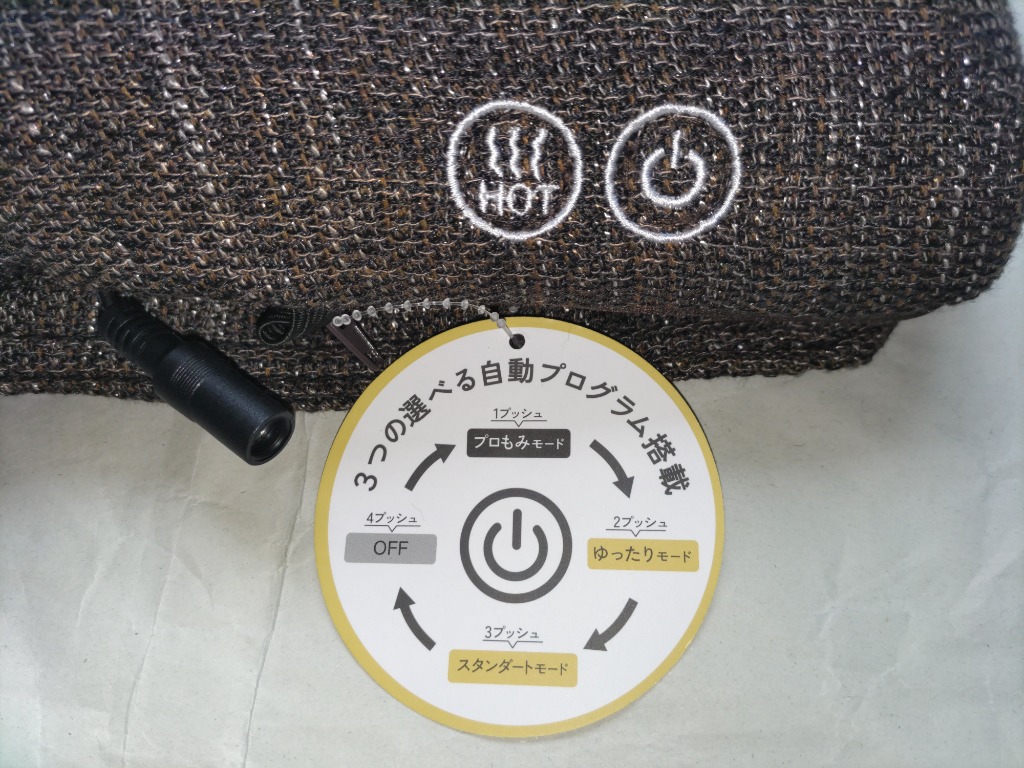 HOT
3つの選べる自動プログラム搭載
1プッシュ
プロもみモード
2プッシュ
ゆったりモード
3プッシュ
スタンダートモード
4プッシュ
OFF